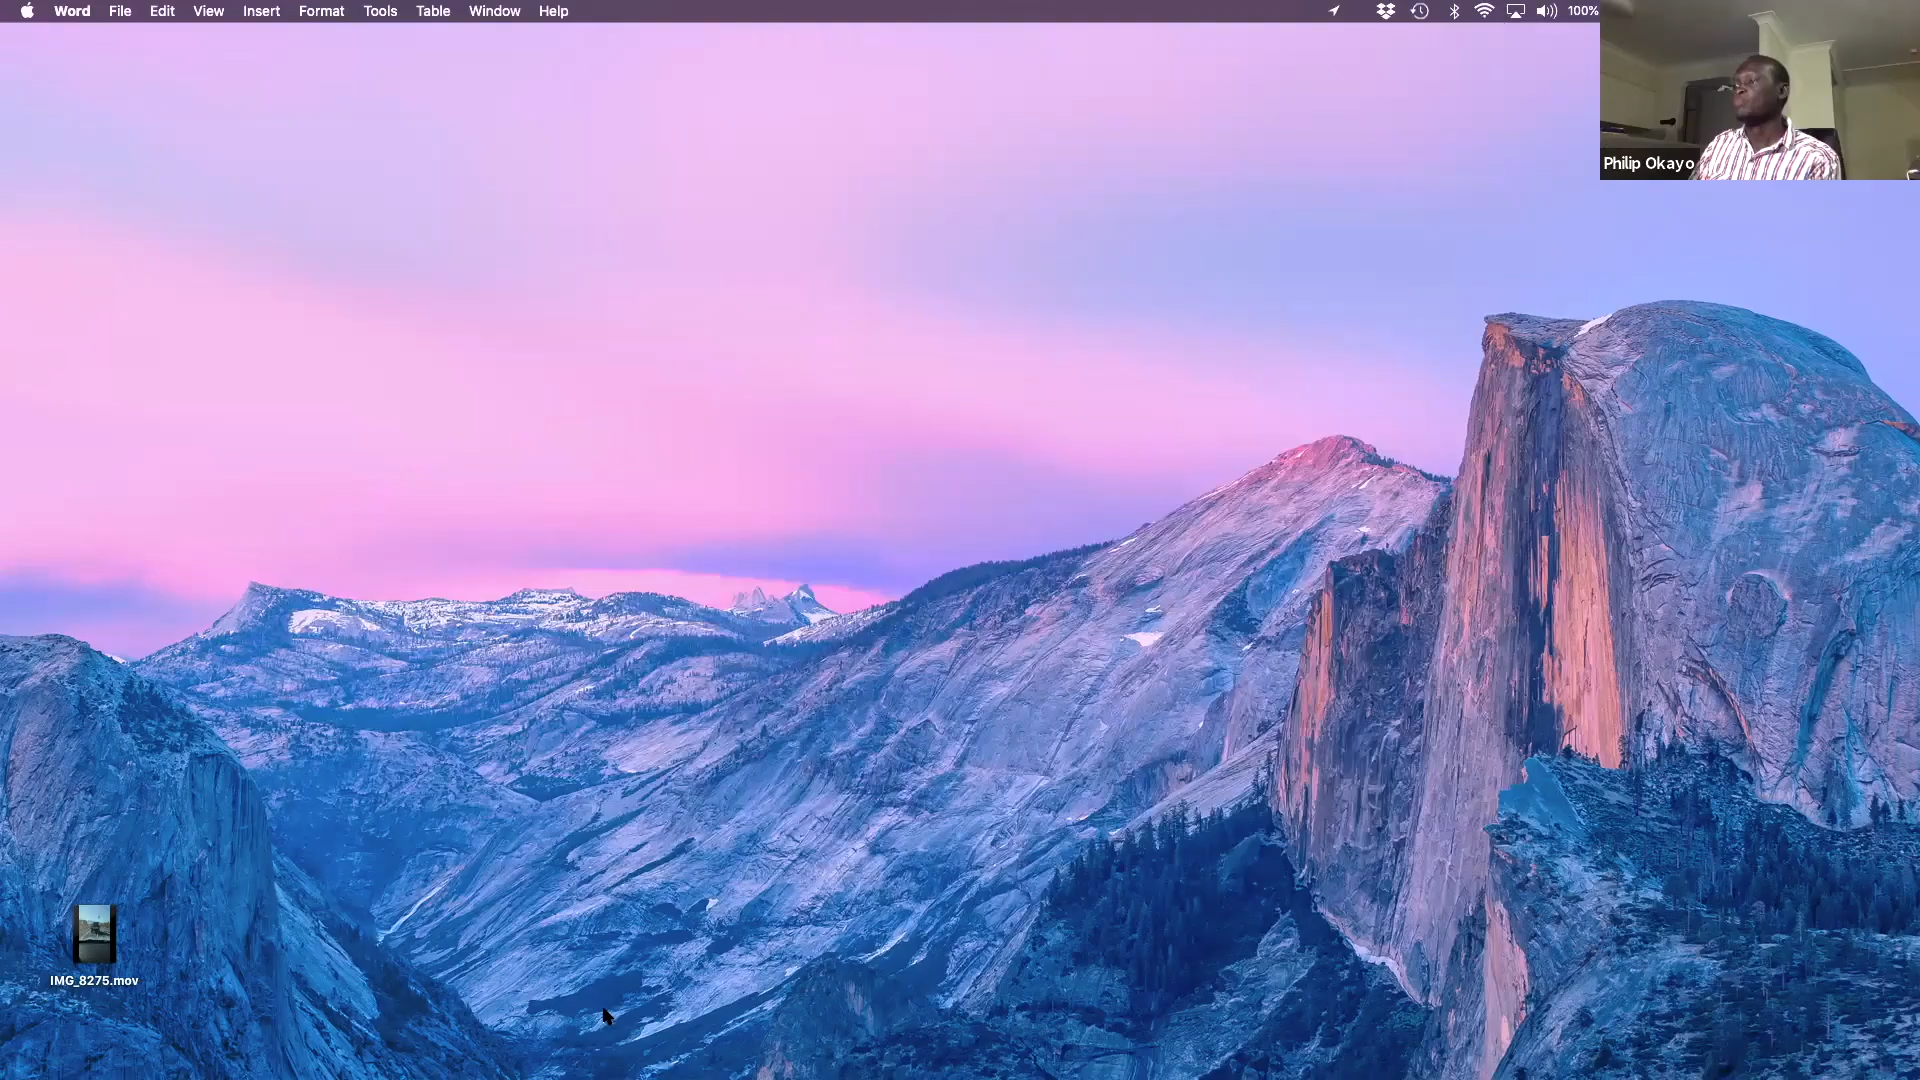 Word File Edit View Insert Format Tools Table Window Help 100%
Philip Okayo
IMG_8275.mov